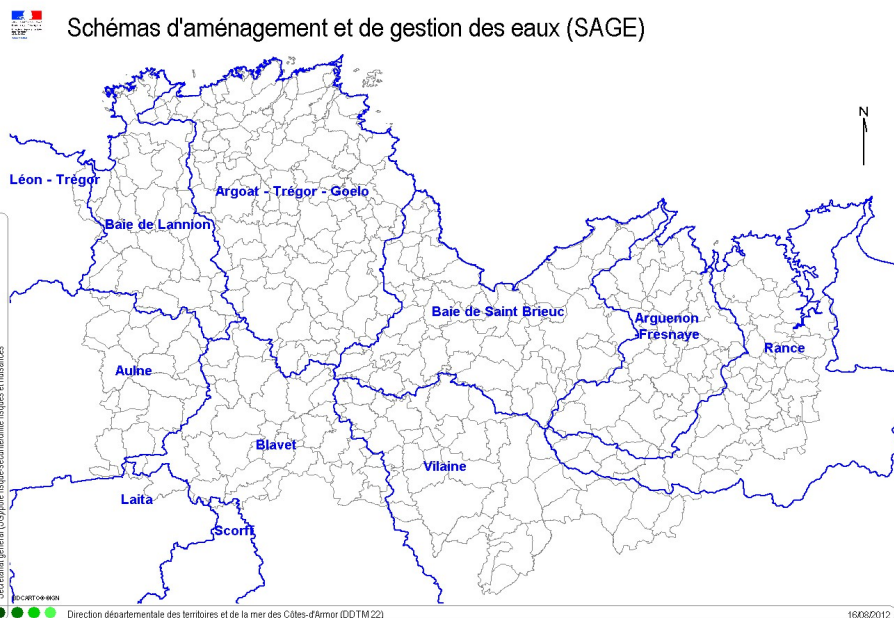 Schémas d'aménagement et de gestion des eaux (SAGE)
N
Léon - Trégor
Argoat - Trégor - Goelo
Baie de Lannion
Baie de Saint Brieuc
Arguenon
-Fresnaye
Rance
Aulne
Blavet
Vilaine
Laita
Scorff
Direction départementale des territoires et de la mer des Côtes-d'Armor (DDTM 22)
16/08/2012